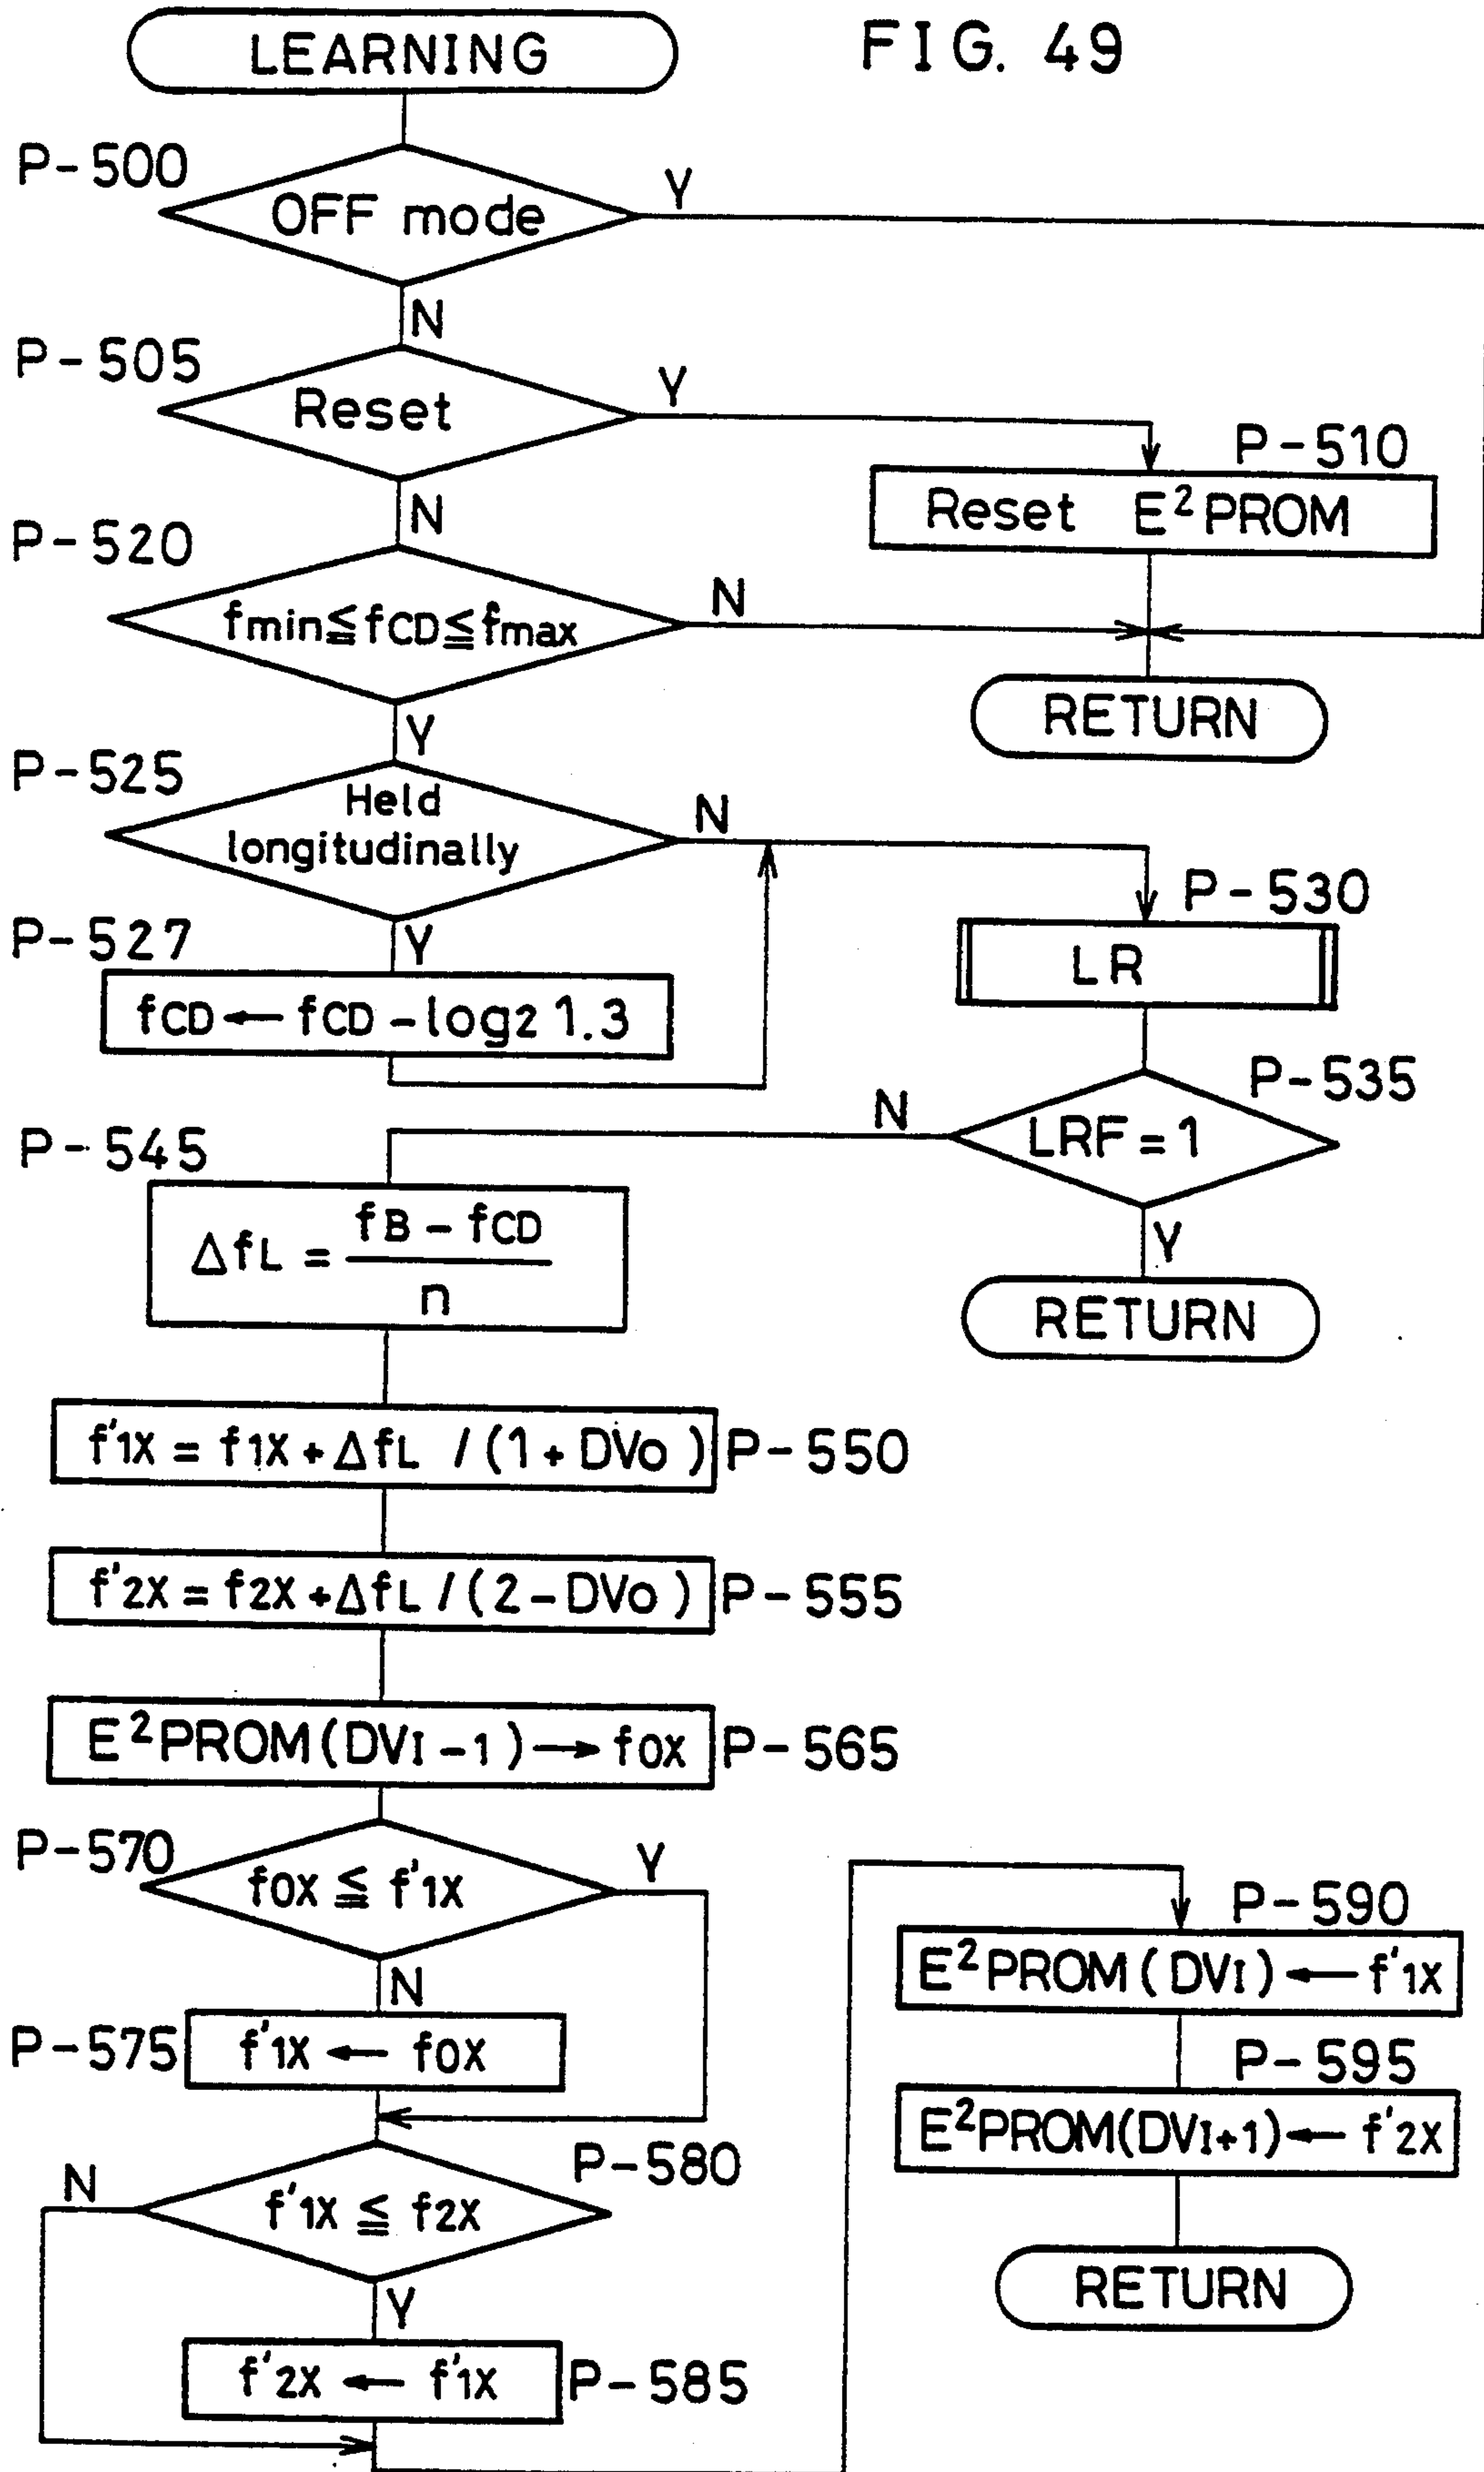 FIG. 49
LEARNING
P-500
OFF mode
Y
N
P-505
Reset
Y
N
P-510
Reset E²PROM
P-520
fmin≦fCD≦fmax
N
Y
RETURN
P-525
Held
longitudinally
N
Y
P-527
fCD ← fCD - log2 1.3
P-530
LR
P-535
LRF = 1
N
Y
RETURN
P-545
ΔfL = fB - fCD
n
f'1X = f1X + ΔfL / (1 + DVO) P-550
f'2X = f2X + ΔfL / (2 - DVO) P-555
E²PROM(DVI-1) → f0X P-565
P-570
f0X ≦ f'1X
Y
N
P-575
f'1X ← f0X
P-580
f'1X ≦ f2X
N
Y
f'2X ← f'1X P-585
P-590
E²PROM(DVI) ← f'1X
P-595
E²PROM(DVI+1) ← f'2X
RETURN